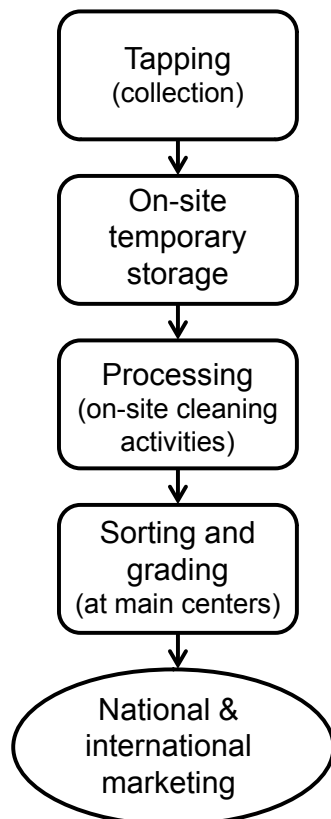 Tapping
(collection)
On-site
temporary
storage
Processing
(on-site cleaning
activities)
Sorting and
grading
(at main centers)
National &
international
marketing